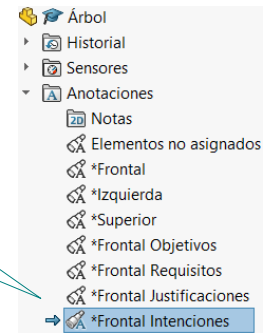 Árbol
Historial
Sensores
Anotaciones
2D Notas
Elementos no asignados
*Frontal
*Izquierda
*Superior
*Frontal Objetivos
*Frontal Requisitos
*Frontal Justificaciones
*Frontal Intenciones